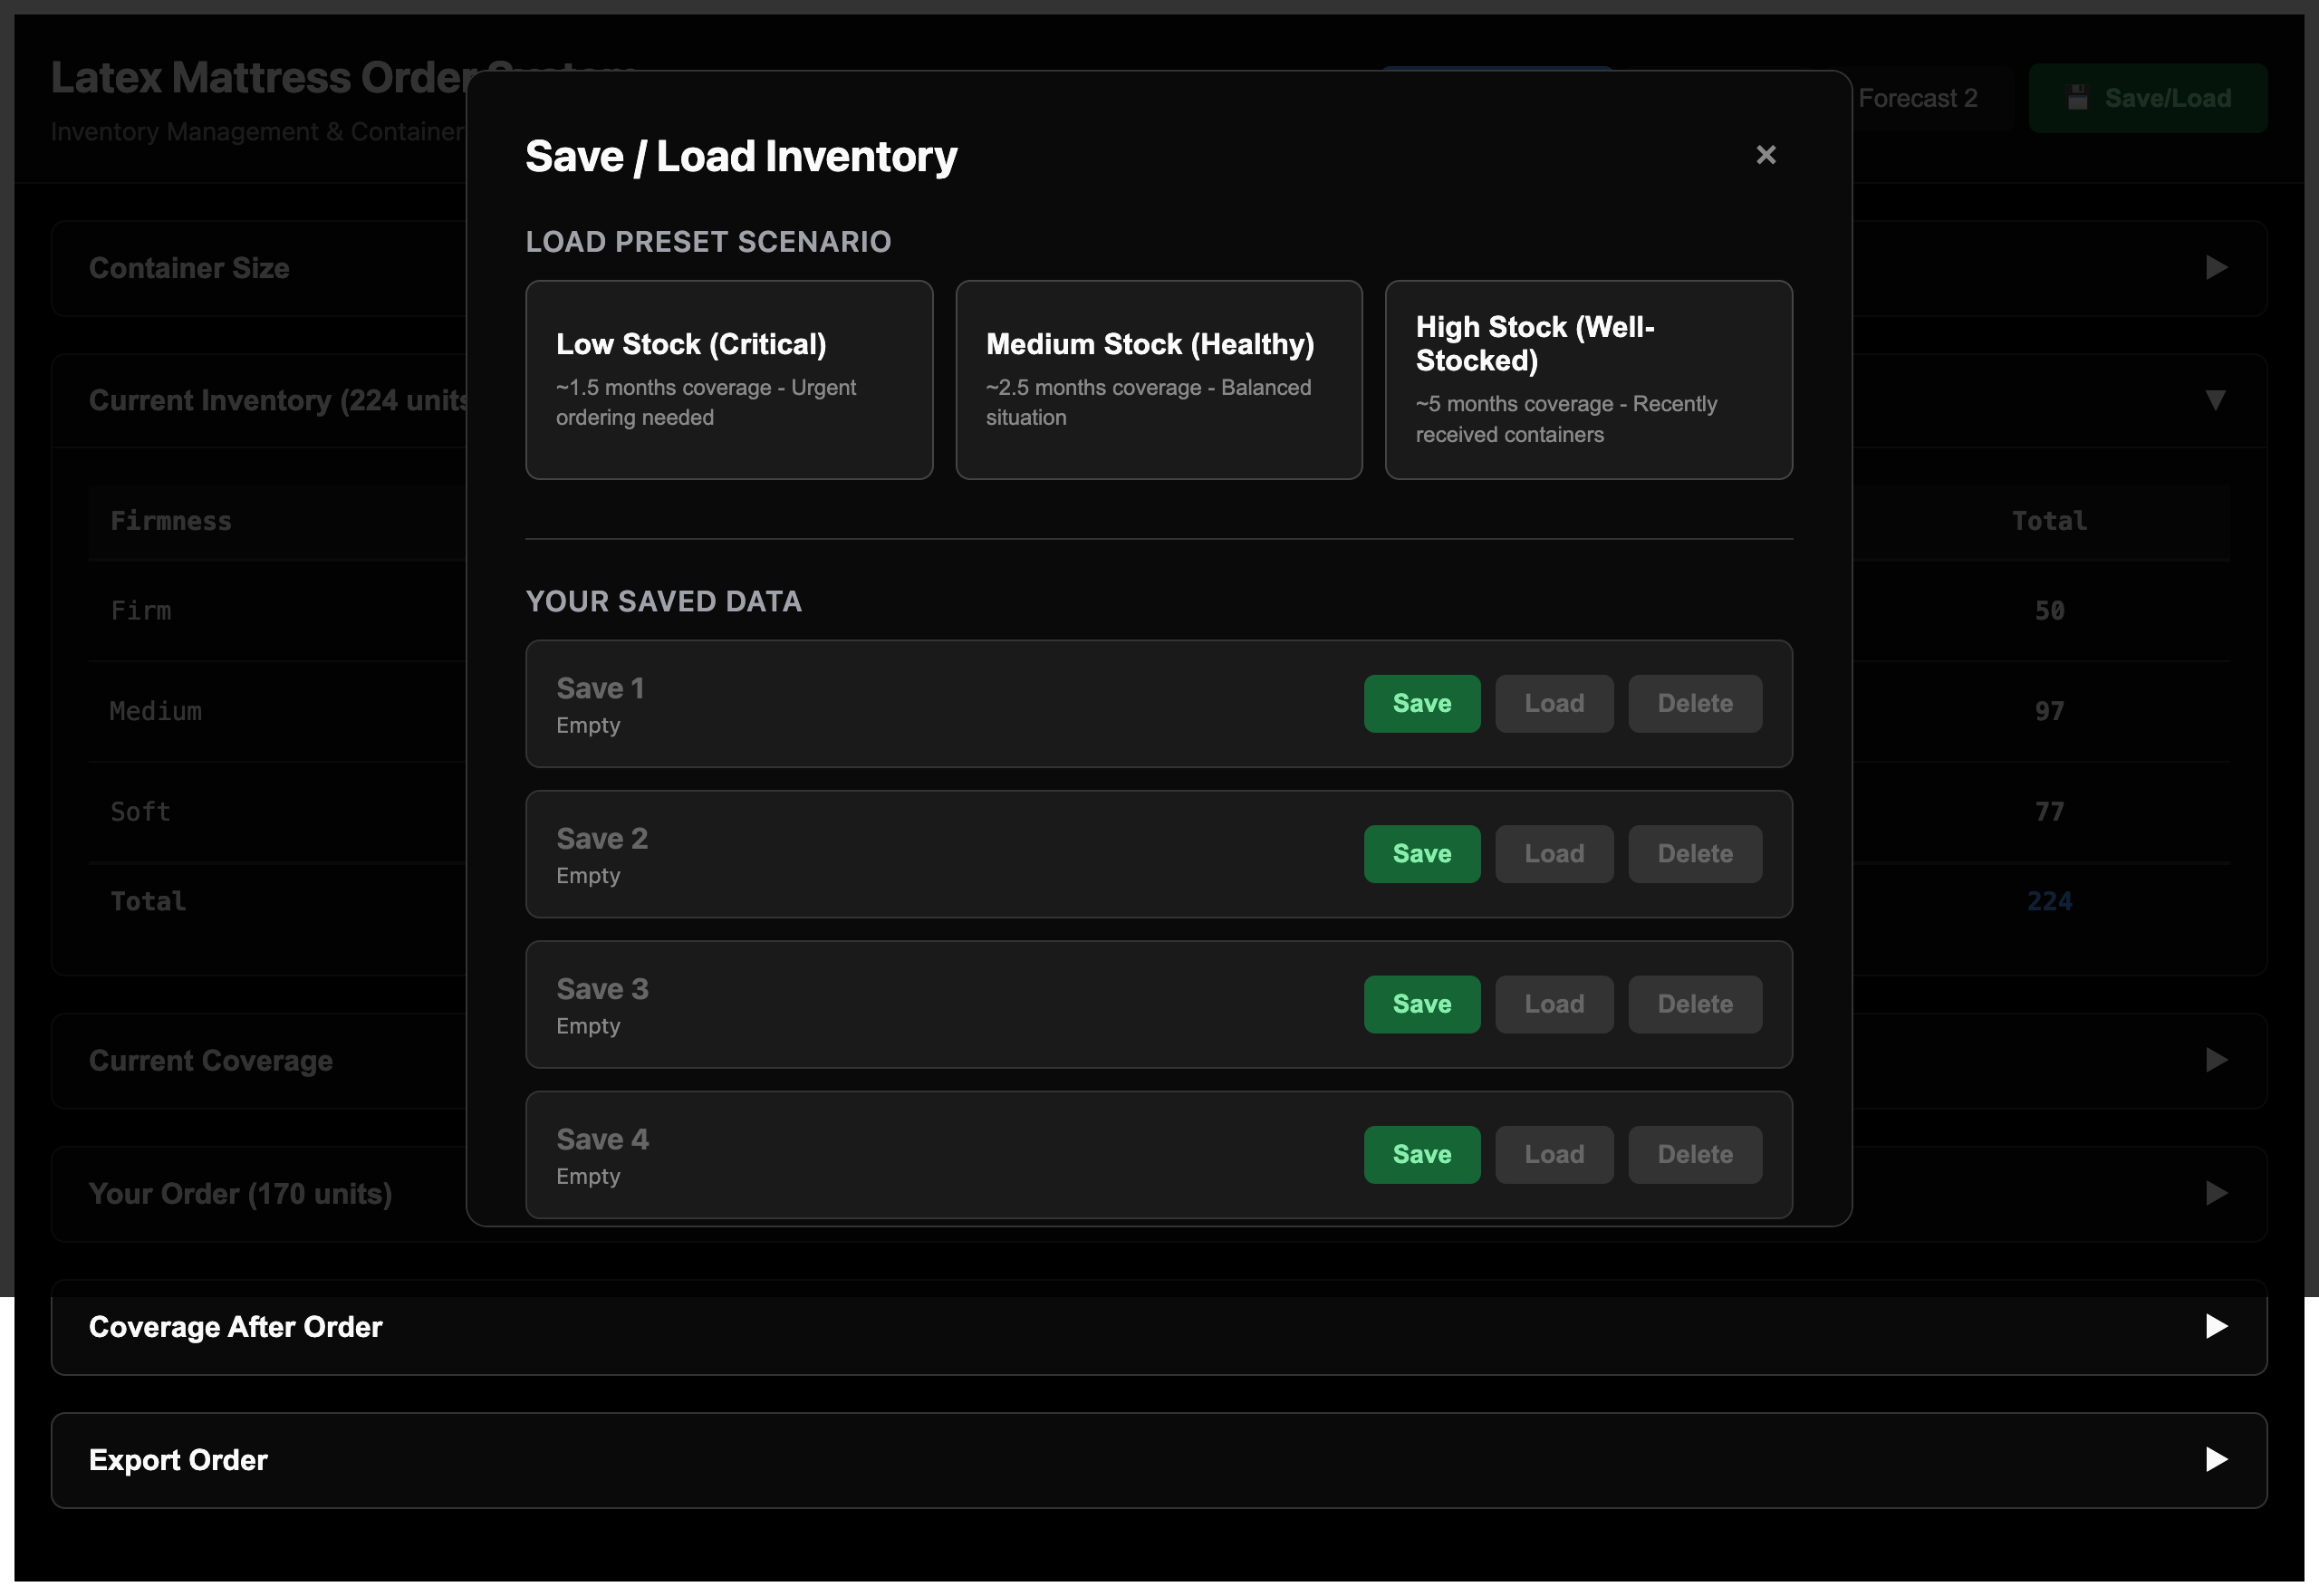 Latex Mattress Order System
Inventory Management & Container
Forecast 2
💾 Save/Load
Save / Load Inventory
×
LOAD PRESET SCENARIO
Low Stock (Critical)
~1.5 months coverage - Urgent
ordering needed
Medium Stock (Healthy)
~2.5 months coverage - Balanced
situation
High Stock (Well-
Stocked)
~5 months coverage - Recently
received containers
YOUR SAVED DATA
Save 1
Empty
Save Load Delete
Save 2
Empty
Save Load Delete
Save 3
Empty
Save Load Delete
Save 4
Empty
Save Load Delete
Container Size
Current Inventory (224 units
Firmness Total
Firm 50
Medium 97
Soft 77
Total 224
Current Coverage
Your Order (170 units)
Coverage After Order
Export Order